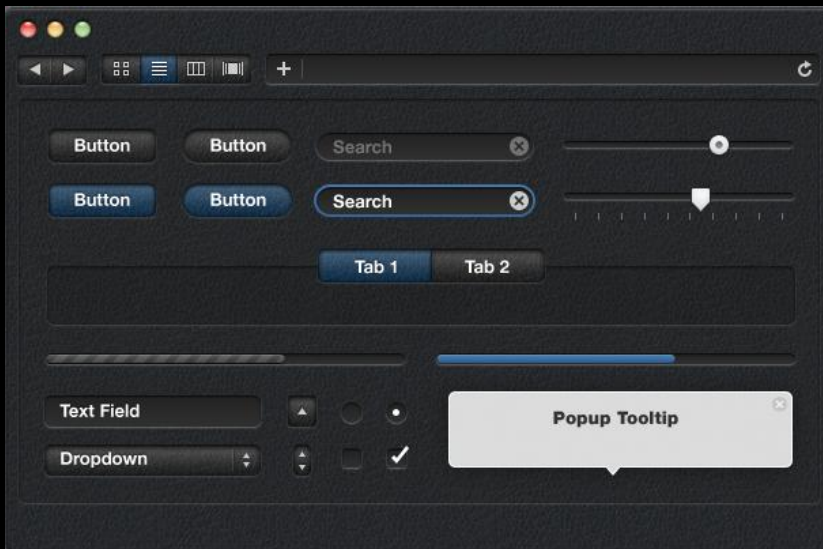 Button
Button
Search
Button
Button
Search
Tab 1
Tab 2
Text Field
Popup Tooltip
Dropdown